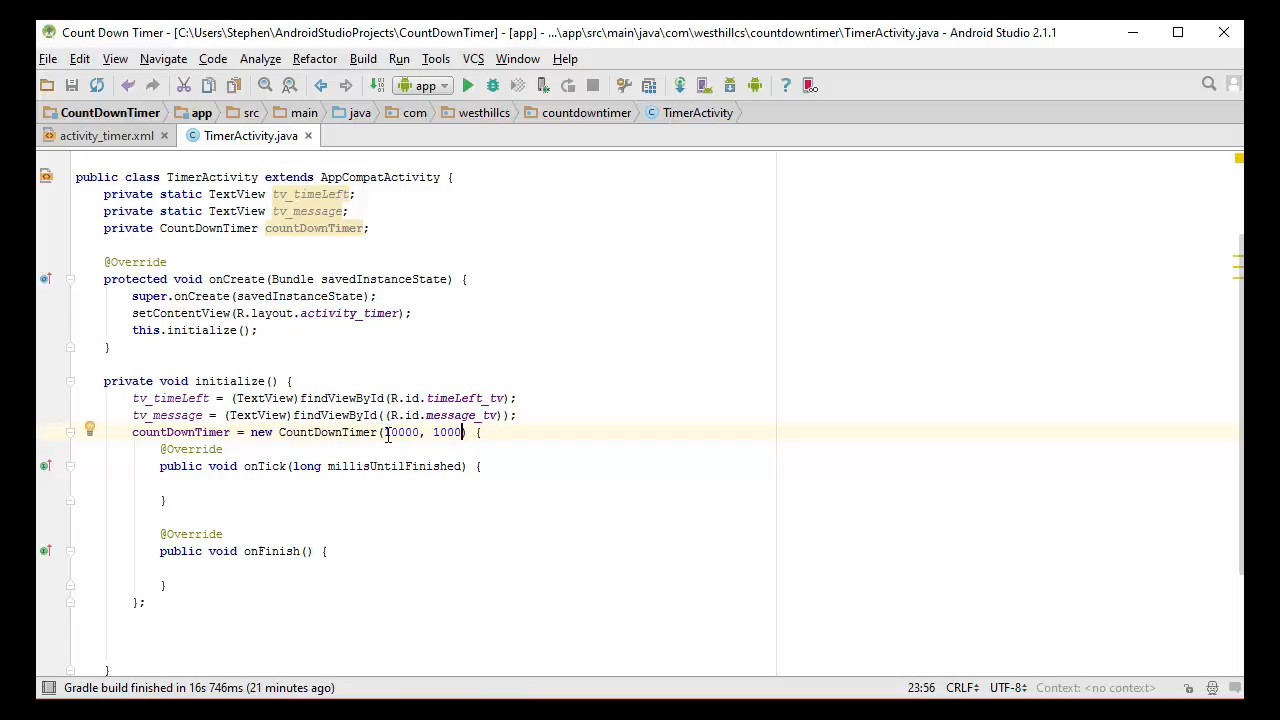 Count Down Timer - [C:\Users\Stephen\AndroidStudioProjects\CountDownTimer] - [app] - ...\app\src\main\java\com\westhillcs\countdowntimer\TimerActivity.java - Android Studio 2.1.1
File Edit View Navigate Code Analyze Refactor Build Run Tools VCS Window Help
app
CountDownTimer app src main java com westhillcs countdowntimer TimerActivity
activity_timer.xml TimerActivity.java
public class TimerActivity extends AppCompatActivity {
private static TextView tv_timeLeft;
private static TextView tv_message;
private CountDownTimer countDownTimer;
@Override
protected void onCreate(Bundle savedInstanceState) {
super.onCreate(savedInstanceState);
setContentView(R.layout.activity_timer);
this.initialize();
}
private void initialize() {
tv_timeLeft = (TextView)findViewById(R.id.timeLeft_tv);
tv_message = (TextView)findViewById((R.id.message_tv));
countDownTimer = new CountDownTimer(10000, 1000) {
@Override
public void onTick(long millisUntilFinished) {
}
@Override
public void onFinish() {
}
};
}
Gradle build finished in 16s 746ms (21 minutes ago) 23:56 CRLF UTF-8 Context: <no context>